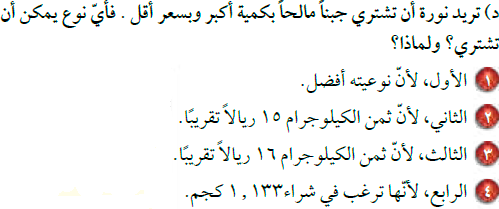 د) تريد نورة أن تشتري جبناً مالحاً بكمية أكبر وبسعر أقل . فأيّ نوع يمكن أن
تشتري؟ ولماذا؟
١ الأول، لأنّ نوعيته أفضل.
٢ الثاني، لأنّ ثمن الكيلوجرام ١٥ ريالاً تقريبًا.
٣ الثالث، لأنّ ثمن الكيلوجرام ١٦ ريالاً تقريبًا.
٤ الرابع، لأنّها ترغب في شراء ١,١٣٣ كجم.